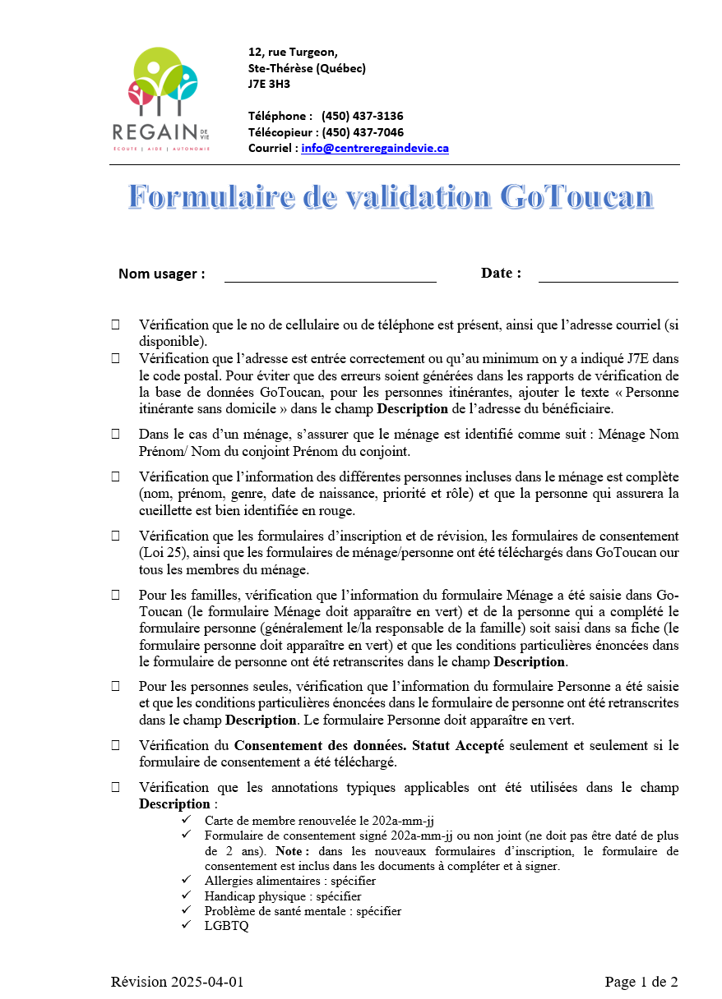 REGAIN DE VIE
ÉCOUTE | AIDE | AUTONOMIE
12, rue Turgeon,
Ste-Thérèse (Québec)
J7E 3H3
Téléphone : (450) 437-3136
Télécopieur : (450) 437-7046
Courriel : info@centreregaindevie.ca
Formulaire de validation GoToucan
Nom usager :
Date :
Vérification que le no de cellulaire ou de téléphone est présent, ainsi que l’adresse courriel (si
disponible).
Vérification que l’adresse est entrée correctement ou qu’au minimum on y a indiqué J7E dans
le code postal. Pour éviter que des erreurs soient générées dans les rapports de vérification de
la base de données GoToucan, pour les personnes itinérantes, ajouter le texte « Personne
itinérante sans domicile » dans le champ Description de l’adresse du bénéficiaire.
Dans le cas d’un ménage, s’assurer que le ménage est identifié comme suit : Ménage Nom
Prénom/ Nom du conjoint Prénom du conjoint.
Vérification que l’information des différentes personnes incluses dans le ménage est complète
(nom, prénom, genre, date de naissance, priorité et rôle) et que la personne qui assurera la
cueillette est bien identifiée en rouge.
Vérification que les formulaires d’inscription et de révision, les formulaires de consentement
(Loi 25), ainsi que les formulaires de ménage/personne ont été téléchargés dans GoToucan our
tous les membres du ménage.
Pour les familles, vérification que l’information du formulaire Ménage a été saisie dans Go-
Toucan (le formulaire Ménage doit apparaître en vert) et de la personne qui a complété le
formulaire personne (généralement le/la responsable de la famille) soit saisi dans sa fiche (le
formulaire personne doit apparaître en vert) et que les conditions particulières énoncées dans
le formulaire de personne ont été retranscrites dans le champ Description.
Pour les personnes seules, vérification que l’information du formulaire Personne a été saisie
et que les conditions particulières énoncées dans le formulaire de personne ont été retranscrites
dans le champ Description. Le formulaire Personne doit apparaître en vert.
Vérification du Consentement des données. Statut Accepté seulement et seulement si le
formulaire de consentement a été téléchargé.
Vérification que les annotations typiques applicables ont été utilisées dans le champ
Description :
Carte de membre renouvelée le 202a-mm-jj
Formulaire de consentement signé 202a-mm-jj ou non joint (ne doit pas être daté de plus
de 2 ans). Note : dans les nouveaux formulaires d’inscription, le formulaire de
consentement est inclus dans les documents à compléter et à signer.
Allergies alimentaires : spécifier
Handicap physique : spécifier
Problème de santé mentale : spécifier
LGBTQ
Révision 2025-04-01
Page 1 de 2